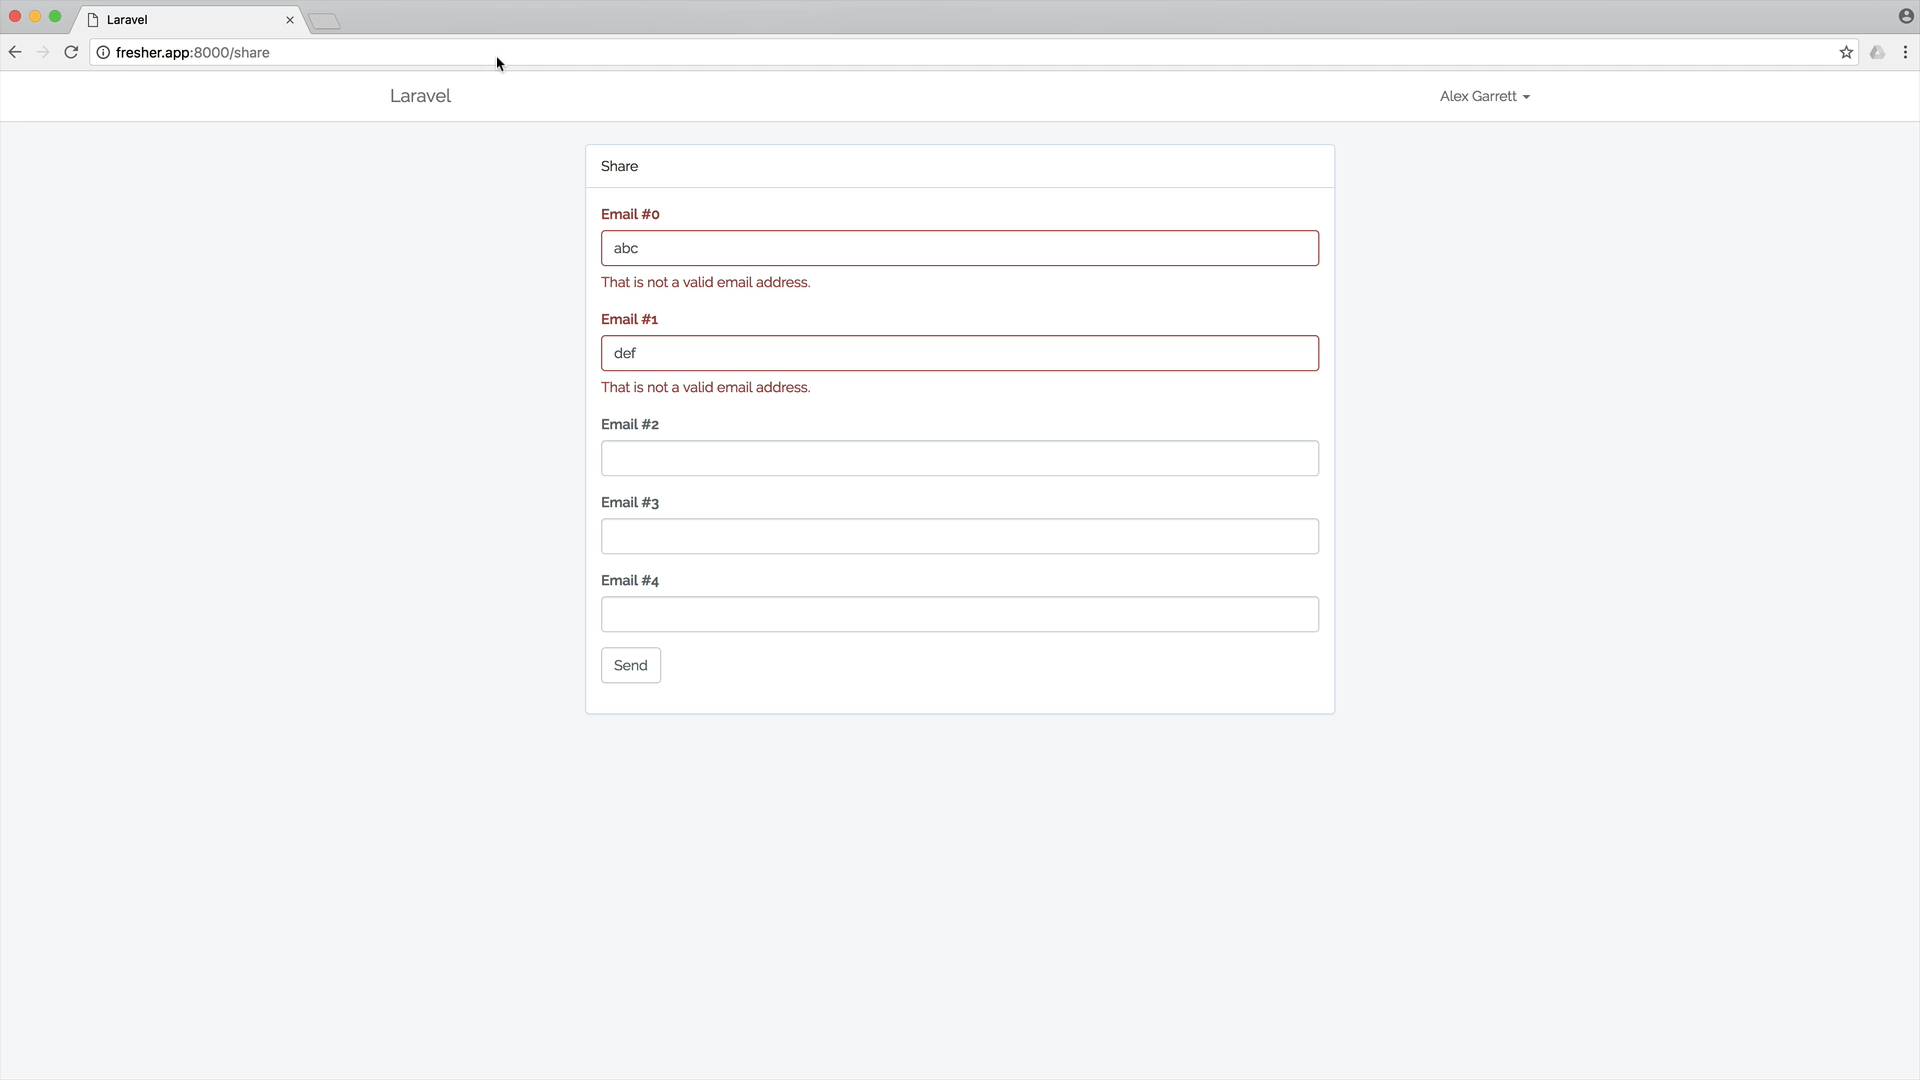 Laravel
fresher.app:8000/share
Laravel
Alex Garrett
Share
Email #0
abc
That is not a valid email address.
Email #1
def
That is not a valid email address.
Email #2
Email #3
Email #4
Send